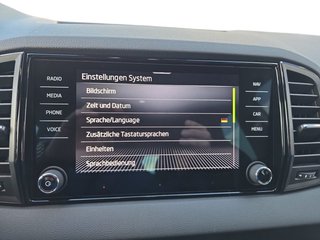 Einstellungen System
RADIO
MEDIA
PHONE
VOICE
Bildschirm
Zeit und Datum
Sprache/Language
Zusätzliche Tastatursprachen
Einheiten
Sprachbedienung
NAV
APP
CAR
MENU